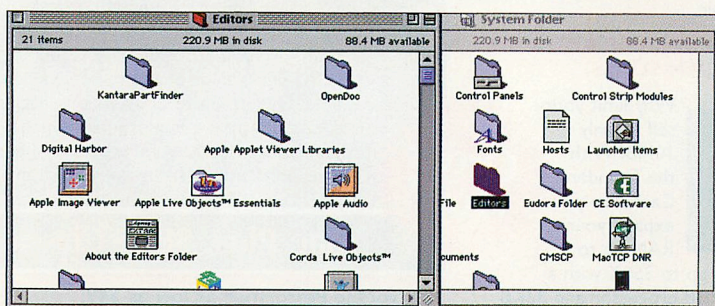 Editors
21 items 220.9 MB in disk 88.4 MB available
KantaraPartFinder OpenDoc
Digital Harbor Apple Applet Viewer Libraries
Apple Image Viewer Apple Live Objects™ Essentials Apple Audio
About the Editors Folder Corda Live Objects™
System Folder
220.9 MB in disk 88.4 MB available
Control Panels Control Strip Modules
Fonts Hosts Launcher Items
File Editors Eudora Folder CE Software
cuments CMSCP MacTCP DNR